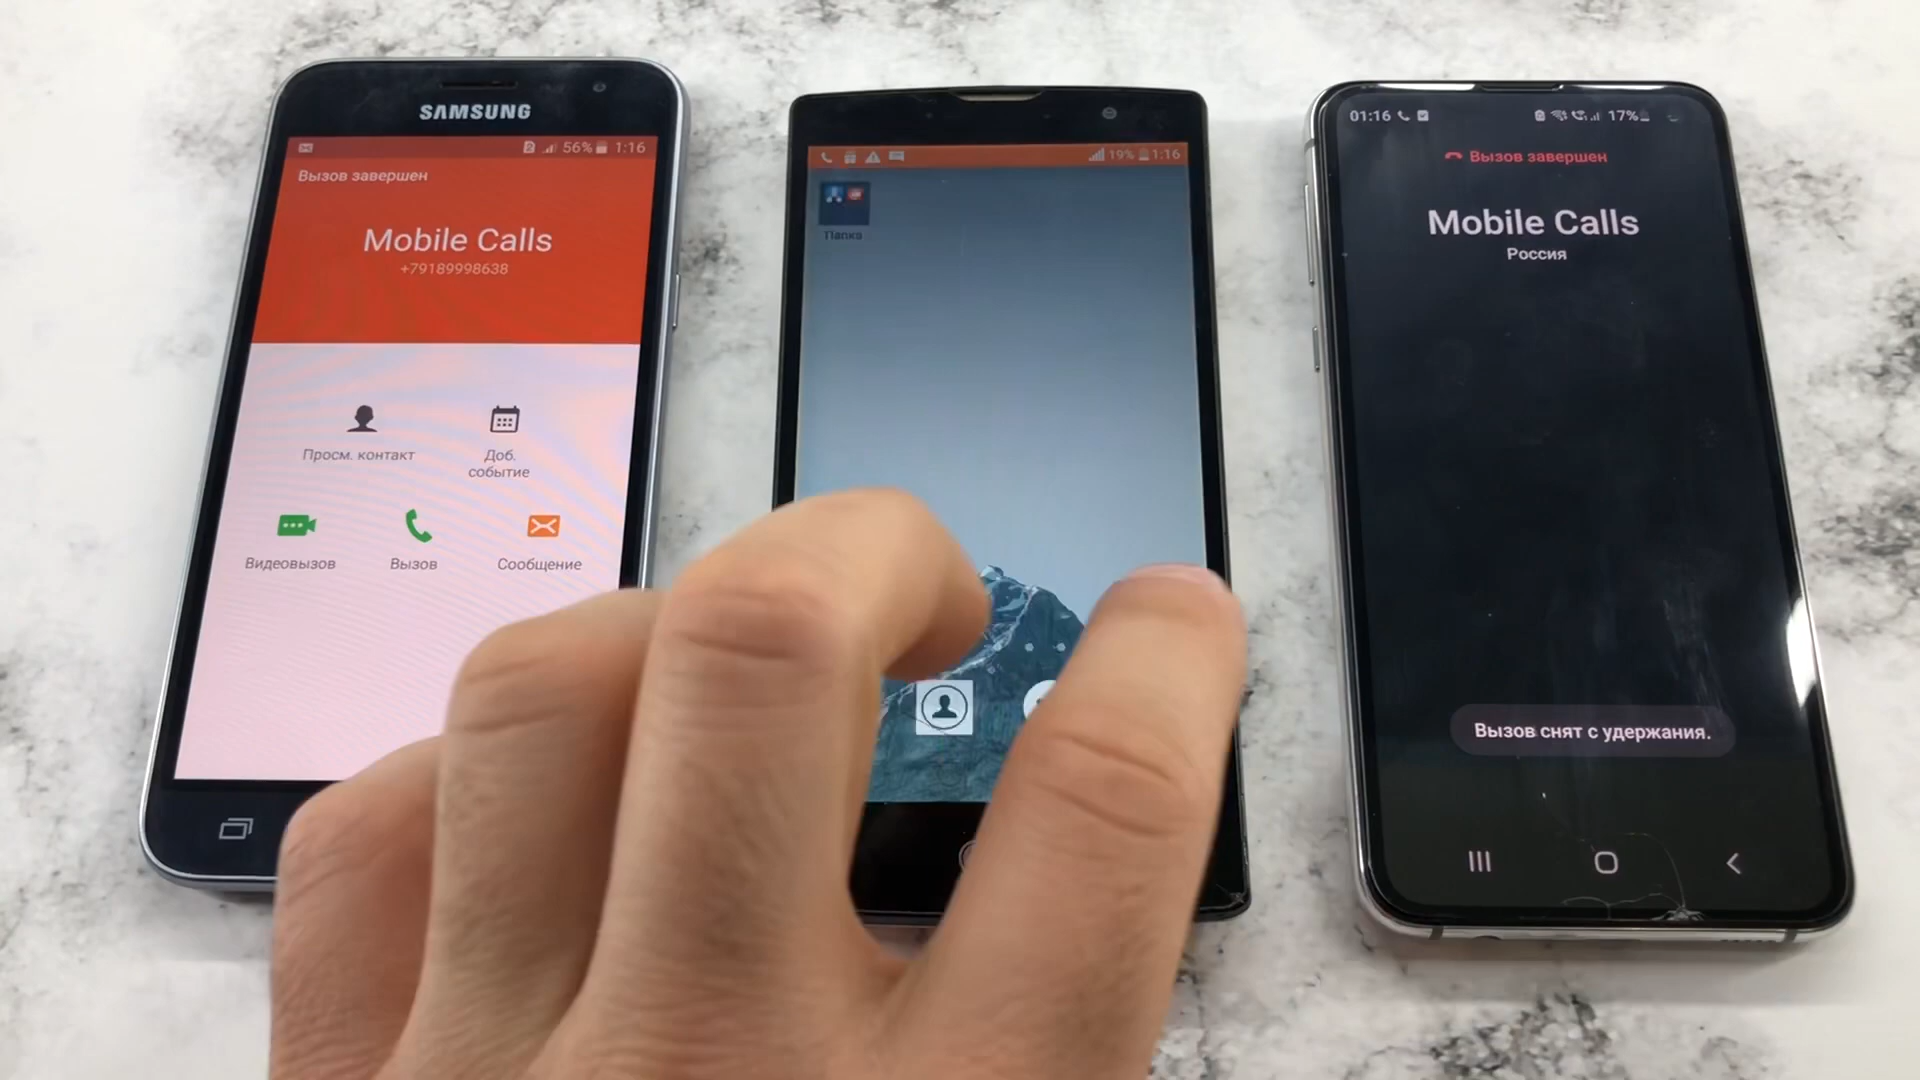 SAMSUNG
56% 1:16
Вызов завершен
Mobile Calls
+79189998638
Просм. контакт
Доб.
событие
Видеовызов
Вызов
Сообщение
19% 1:16
Папка
01:16
17%
Вызов завершен
Mobile Calls
Россия
Вызов снят с удержания.